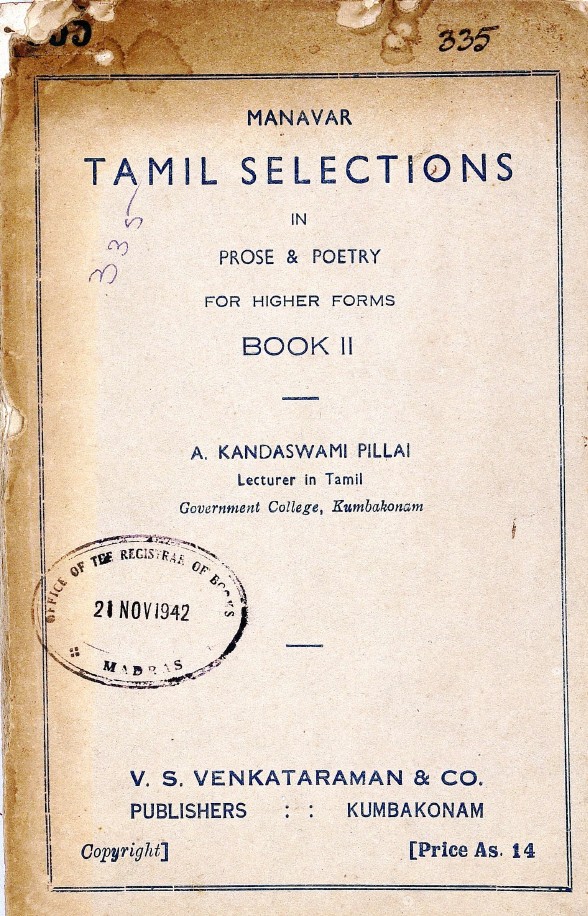 335
MANAVAR
TAMIL SELECTIONS
IN
335
PROSE & POETRY
FOR HIGHER FORMS
BOOK II
A. KANDASWAMI PILLAI
Lecturer in Tamil
Government College, Kumbakonam
OFFICE OF THE REGISTRAR OF BOOKS
21 NOV 1942
MADRAS
V. S. VENKATARAMAN & CO.
PUBLISHERS : : KUMBAKONAM
Copyright] [Price As. 14